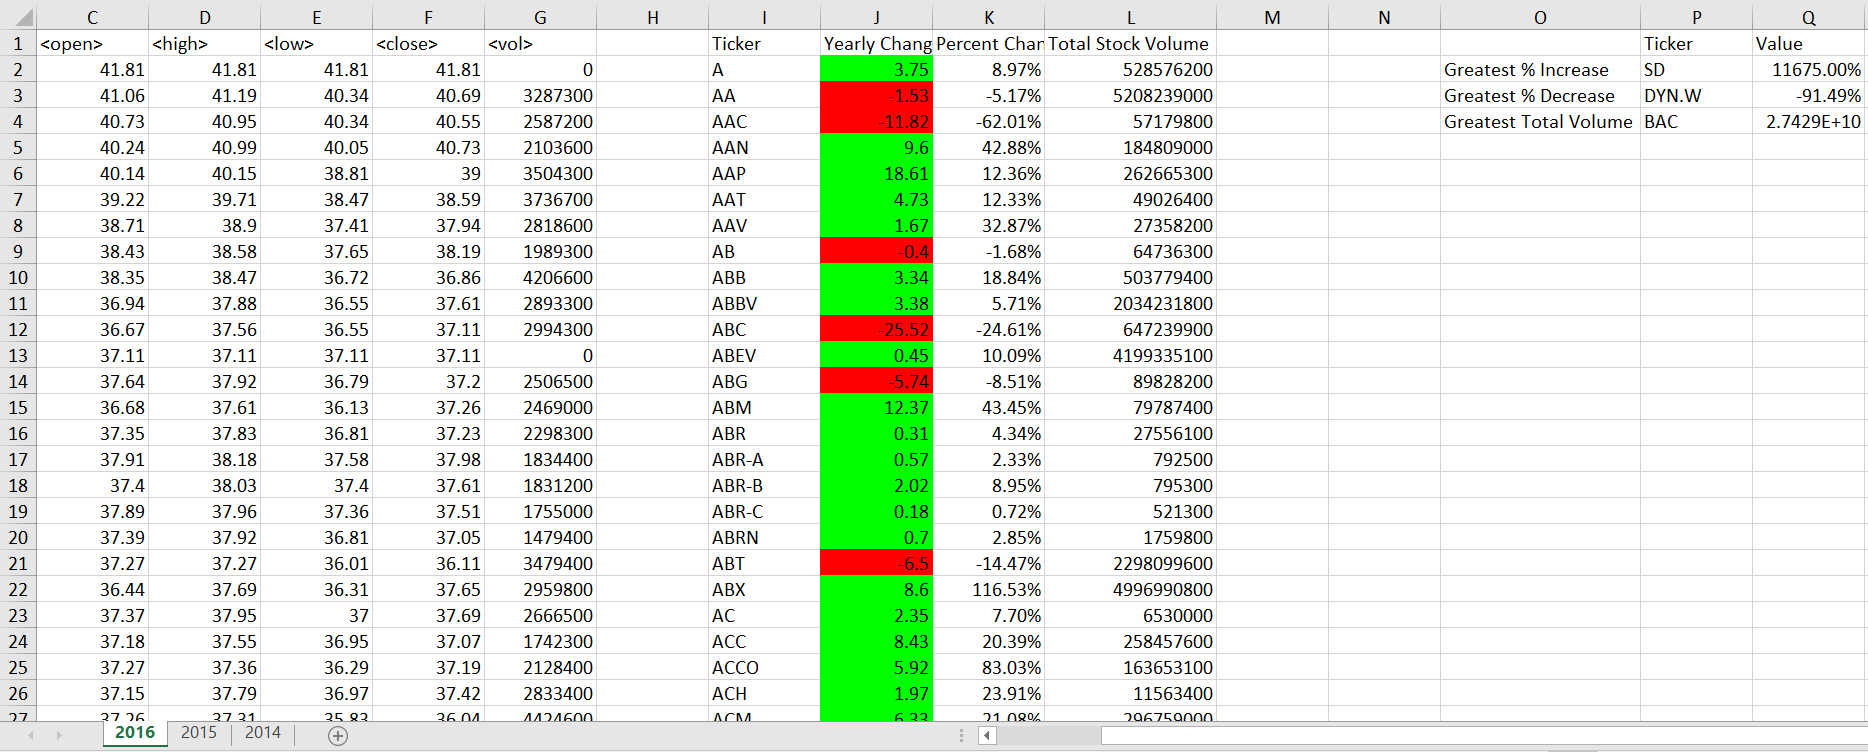 C D E F G H I J K L M N O P Q
1 <open> <high> <low> <close> <vol> Ticker Yearly Chang Percent Char Total Stock Volume Ticker Value
2 41.81 41.81 41.81 41.81 0 A 3.75 8.97% 528576200 Greatest % Increase SD 11675.00%
3 41.06 41.19 40.34 40.69 3287300 AA -1.53 -5.17% 5208239000 Greatest % Decrease DYN.W -91.49%
4 40.73 40.95 40.34 40.55 2587200 AAC -11.82 -62.01% 57179800 Greatest Total Volume BAC 2.7429E+10
5 40.24 40.99 40.05 40.73 2103600 AAN 9.6 42.88% 184809000
6 40.14 40.15 38.81 39 3504300 AAP 18.61 12.36% 262665300
7 39.22 39.71 38.47 38.59 3736700 AAT 4.73 12.33% 49026400
8 38.71 38.9 37.41 37.94 2818600 AAV 1.67 32.87% 27358200
9 38.43 38.58 37.65 38.19 1989300 AB -0.4 -1.68% 64736300
10 38.35 38.47 36.72 36.86 4206600 ABB 3.34 18.84% 503779400
11 36.94 37.88 36.55 37.61 2893300 ABBV 3.38 5.71% 2034231800
12 36.67 37.56 36.55 37.11 2994300 ABC -25.52 -24.61% 647239900
13 37.11 37.11 37.11 37.11 0 ABEV 0.45 10.09% 4199335100
14 37.64 37.92 36.79 37.2 2506500 ABG -5.74 -8.51% 89828200
15 36.68 37.61 36.13 37.26 2469000 ABM 12.37 43.45% 79787400
16 37.35 37.83 36.81 37.23 2298300 ABR 0.31 4.34% 27556100
17 37.91 38.18 37.58 37.98 1834400 ABR-A 0.57 2.33% 792500
18 37.4 38.03 37.4 37.61 1831200 ABR-B 2.02 8.95% 795300
19 37.89 37.96 37.36 37.51 1755000 ABR-C 0.18 0.72% 521300
20 37.39 37.92 36.81 37.05 1479400 ABRN 0.7 2.85% 1759800
21 37.27 37.27 36.01 36.11 3479400 ABT -6.5 -14.47% 2298099600
22 36.44 37.69 36.31 37.65 2959800 ABX 8.6 116.53% 4996990800
23 37.37 37.95 37 37.69 2666500 AC 2.35 7.70% 6530000
24 37.18 37.55 36.95 37.07 1742300 ACC 8.43 20.39% 258457600
25 37.27 37.36 36.29 37.19 2128400 ACCO 5.92 83.03% 163653100
26 37.15 37.79 36.97 37.42 2833400 ACH 1.97 23.91% 11563400
27 37.26 37.31 35.83 36.04 4424600 ACM 6.33 21.08% 296759000
2016 2015 2014